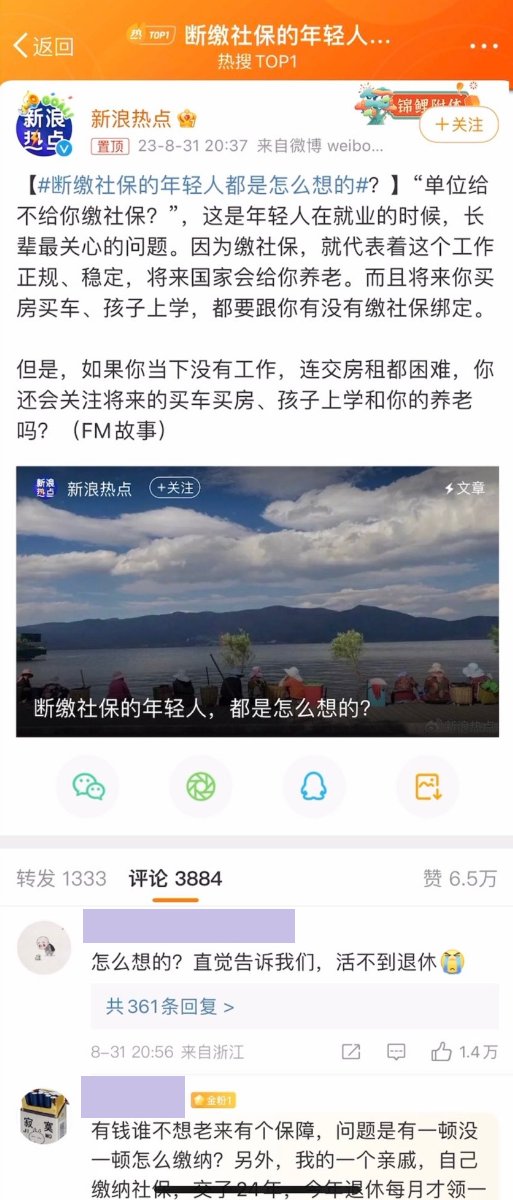 返回
热 TOP1 断缴社保的年轻人...
热搜TOP1
新浪热点
新浪热点
锦鲤附体
+关注
置顶 23-8-31 20:37 来自微博 weibo...
【#断缴社保的年轻人都是怎么想的#？】“单位给
不给你缴社保？”，这是年轻人在就业的时候，长
辈最关心的问题。因为缴社保，就代表着这个工作
正规、稳定，将来国家会给你养老。而且将来你买
房买车、孩子上学，都要跟你有没有缴社保绑定。
但是，如果你当下没有工作，连交房租都困难，你
还会关注将来的买车买房、孩子上学和你的养老
吗？（FM故事）
新浪热点 新浪热点 +关注 文章
断缴社保的年轻人，都是怎么想的？
@新浪热点
转发 1333 评论 3884 赞 6.5万
怎么想的？直觉告诉我们，活不到退休
共361条回复 >
8-31 20:56 来自浙江 1.4万
金粉1
寂寞
有钱谁不想老来有个保障，问题是有一顿没
一顿怎么缴纳？另外，我的一个亲戚，自己
缴纳社保，交了24年，今年退休每月才领一